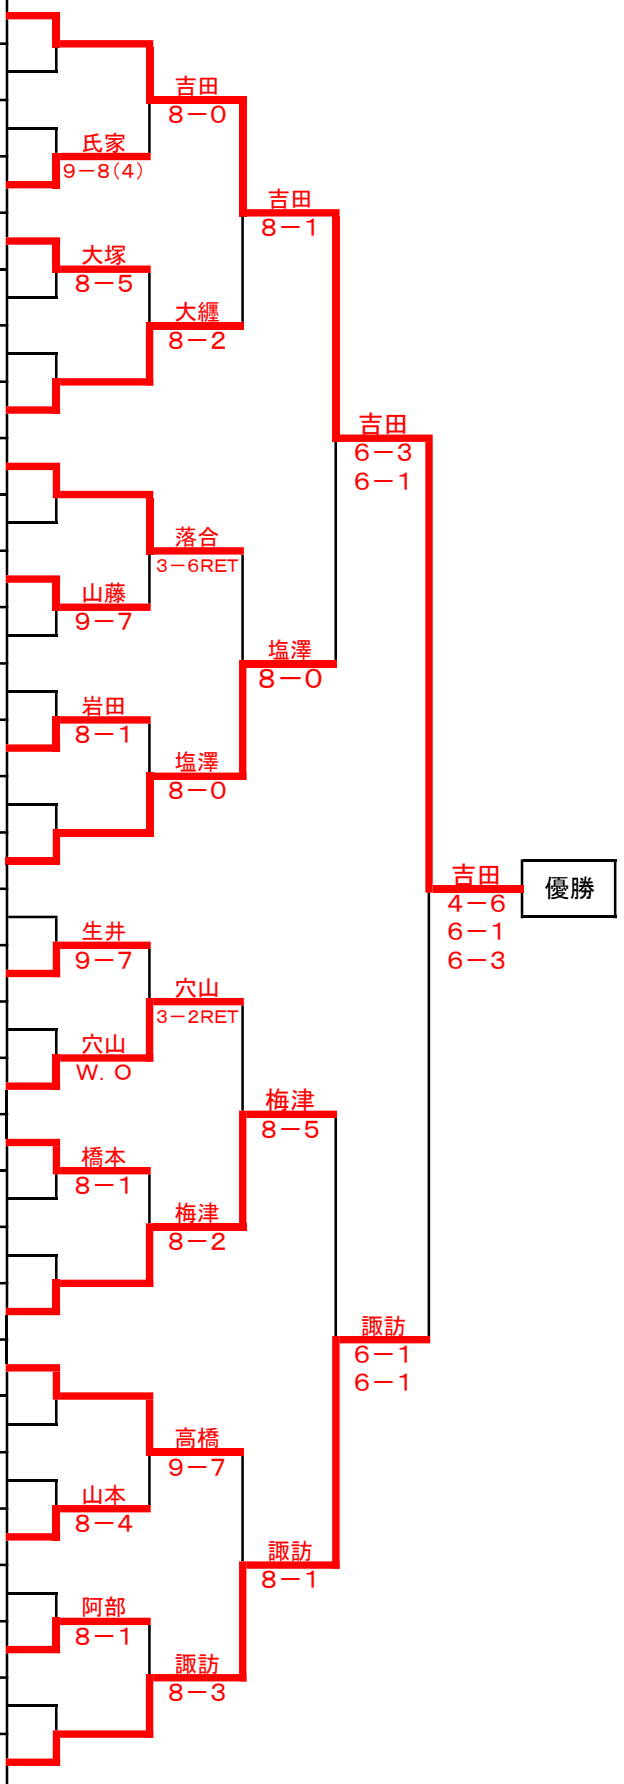 吉田
8−0
氏家
9−8(4)
吉田
8−1
大塚
8−5
大纒
8−2
吉田
6−3
6−1
落合
3−6RET
山藤
9−7
塩澤
8−0
岩田
8−1
塩澤
8−0
吉田
4−6
6−1
6−3
優勝
生井
9−7
穴山
3−2RET
穴山
W. O
梅津
8−5
橋本
8−1
梅津
8−2
諏訪
6−1
6−1
高橋
9−7
山本
8−4
諏訪
8−1
阿部
8−1
諏訪
8−3